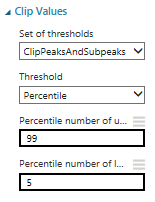 Clip Values
Set of thresholds
ClipPeaksAndSubpeaks
Threshold
Percentile
Percentile number of u...
99
Percentile number of l...
5